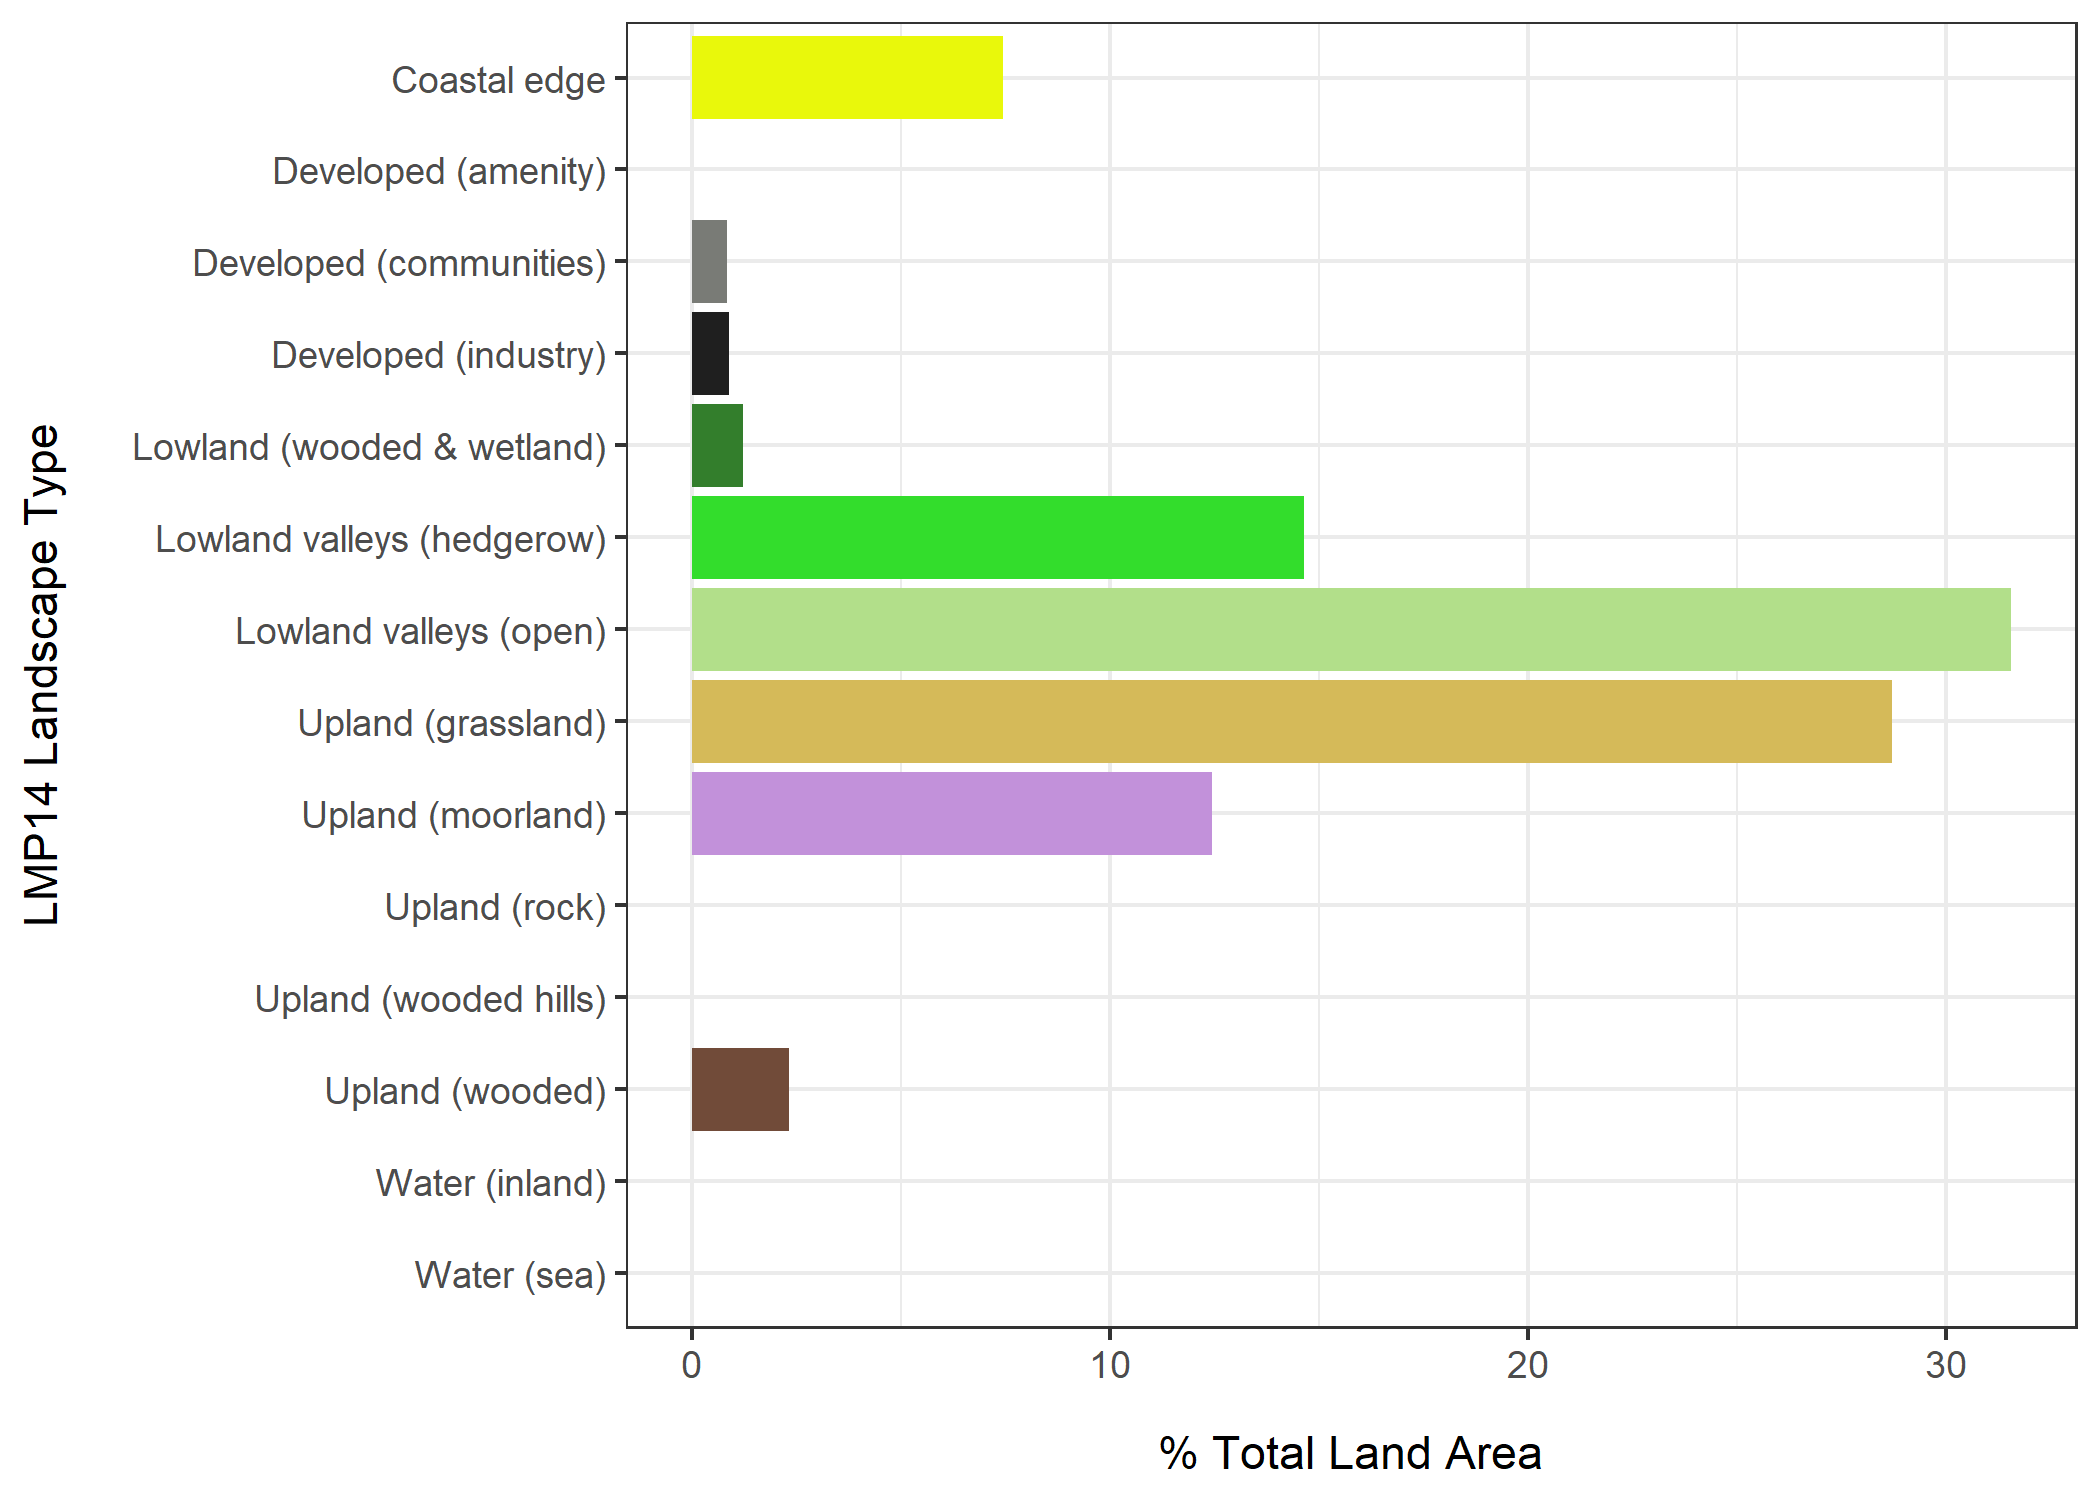 Coastal edge
Developed (amenity)
Developed (communities)
Developed (industry)
Lowland (wooded & wetland)
Lowland valleys (hedgerow)
Lowland valleys (open)
Upland (grassland)
Upland (moorland)
Upland (rock)
Upland (wooded hills)
Upland (wooded)
Water (inland)
Water (sea)
LMP14 Landscape Type
0 10 20 30
% Total Land Area